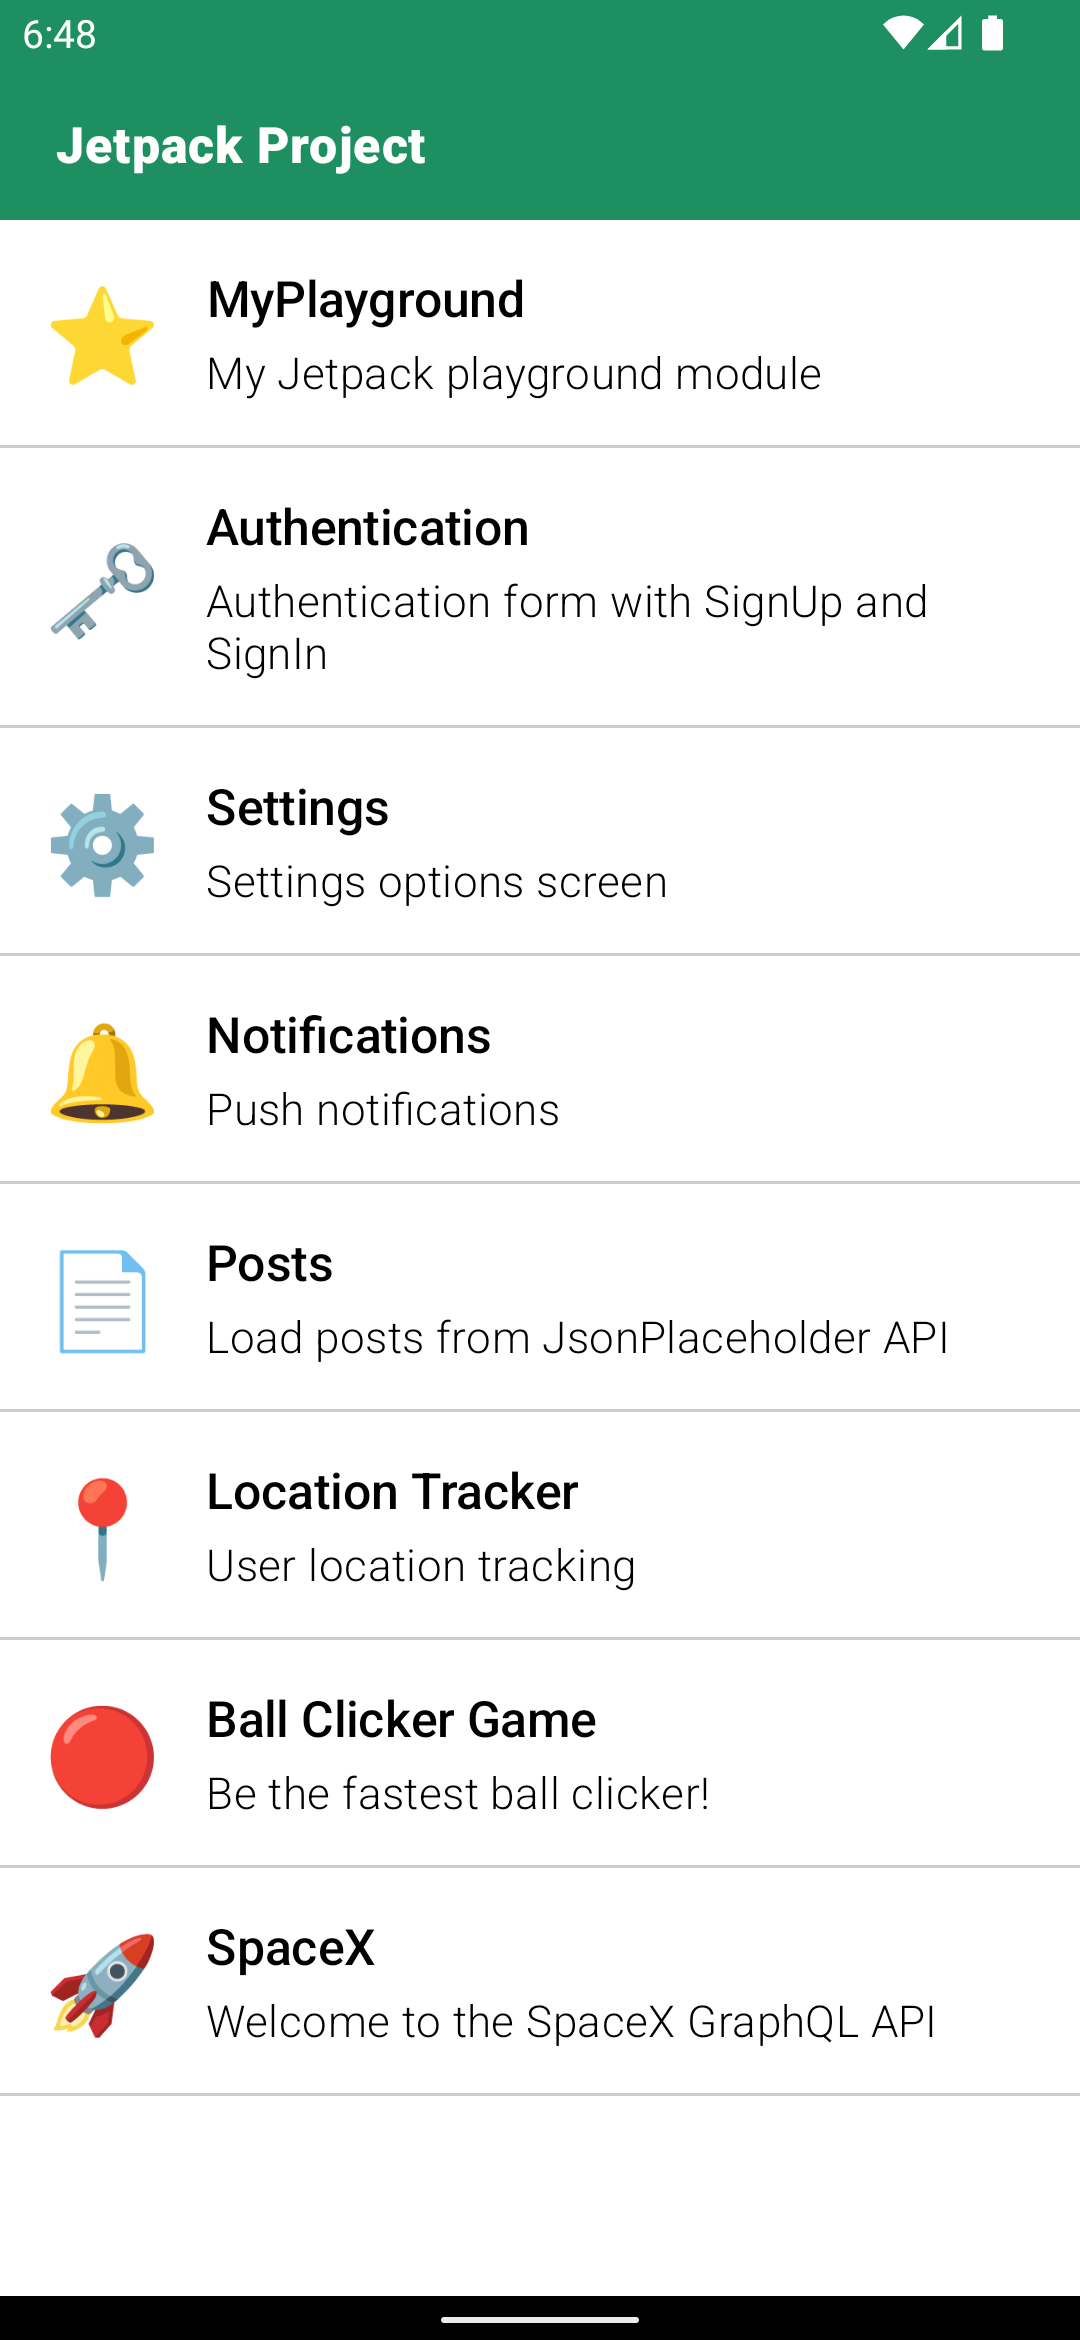 6:48
Jetpack Project
MyPlayground
My Jetpack playground module
Authentication
Authentication form with SignUp and
SignIn
Settings
Settings options screen
Notifications
Push notifications
Posts
Load posts from JsonPlaceholder API
Location Tracker
User location tracking
Ball Clicker Game
Be the fastest ball clicker!
SpaceX
Welcome to the SpaceX GraphQL API